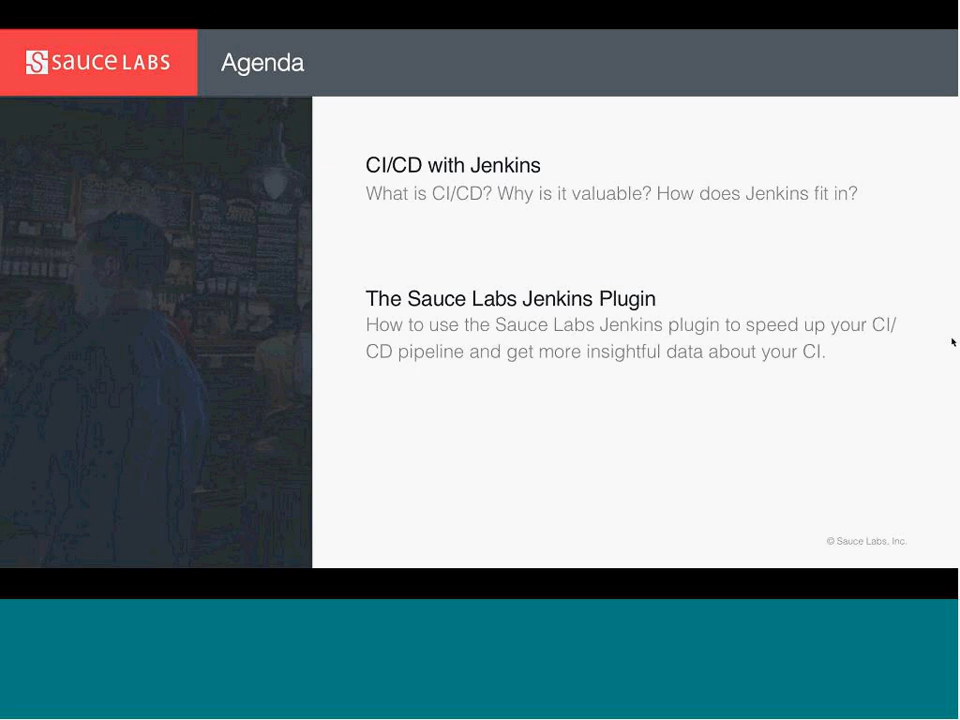 Sauce LABS
Agenda
CI/CD with Jenkins
What is CI/CD? Why is it valuable? How does Jenkins fit in?
The Sauce Labs Jenkins Plugin
How to use the Sauce Labs Jenkins plugin to speed up your CI/
CD pipeline and get more insightful data about your CI.
© Sauce Labs, Inc.